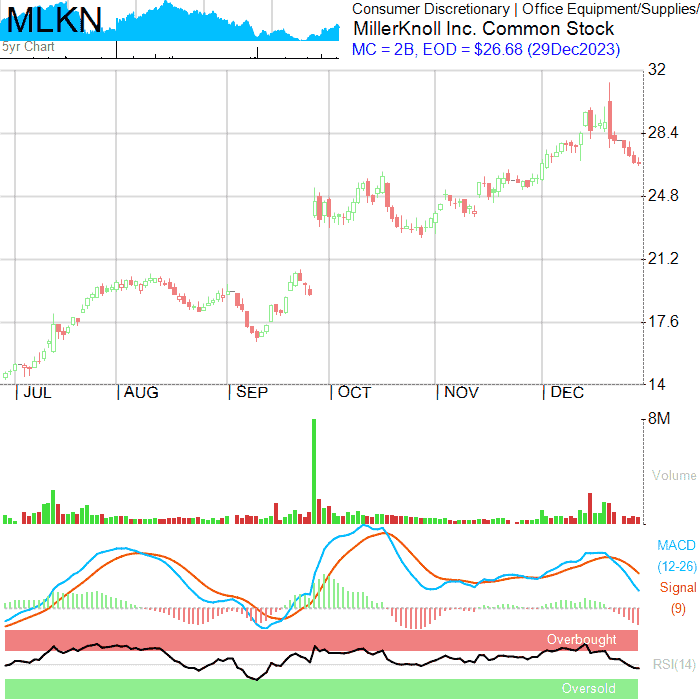 MLKN
5yr Chart
Consumer Discretionary | Office Equipment/Supplies/
MillerKnoll Inc. Common Stock
MC = 2B, EOD = $26.68 (29Dec2023)
32
28.4
24.8
21.2
17.6
14
JUL AUG SEP OCT NOV DEC
8M
Volume
MACD
(12-26)
Signal
(9)
Overbought
RSI(14)
Oversold